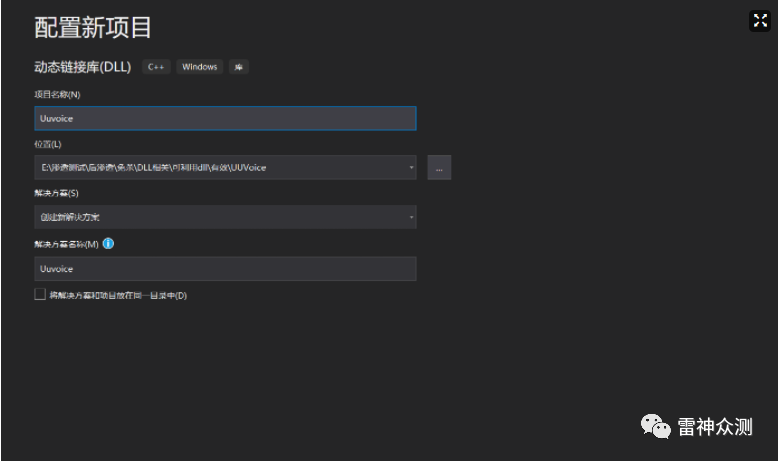 配置新项目
动态链接库(DLL) C++ Windows 库
项目名称(N)
Uuvoice
位置(L)
E:\渗透测试\后渗透\免杀\DLL相关\可利用dll\有效\UUVoice
...
解决方案(S)
创建新解决方案
解决方案名称(M)
Uuvoice
将解决方案和项目放在同一目录中(D)
雷神众测